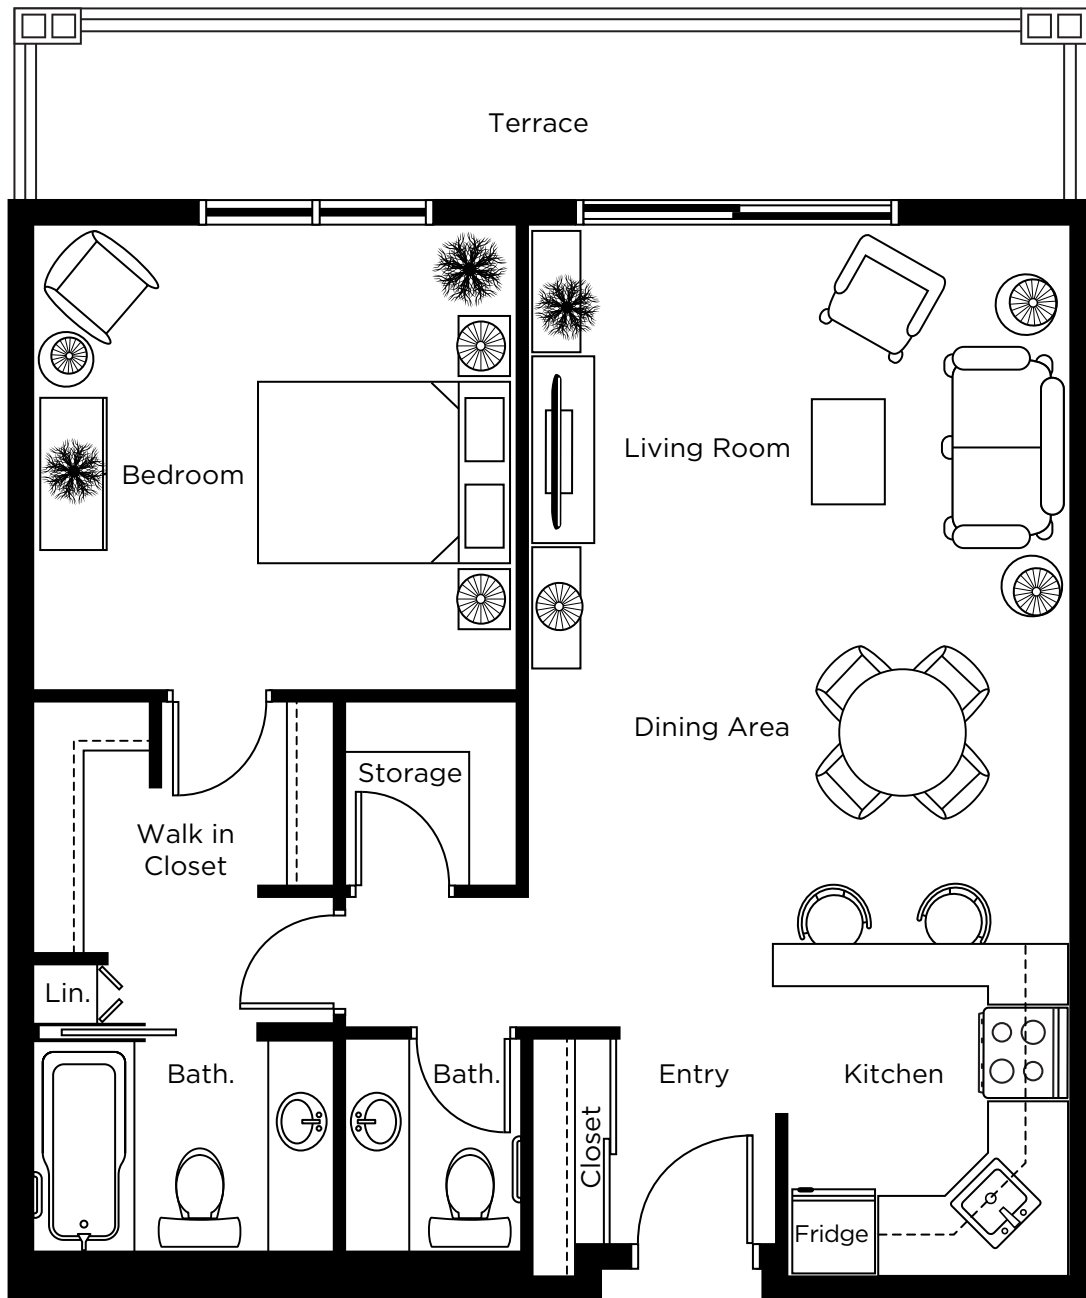 Terrace
Bedroom
Living Room
Dining Area
Storage
Walk in
Closet
Lin.
Bath.
Bath.
Entry
Kitchen
Closet
Fridge